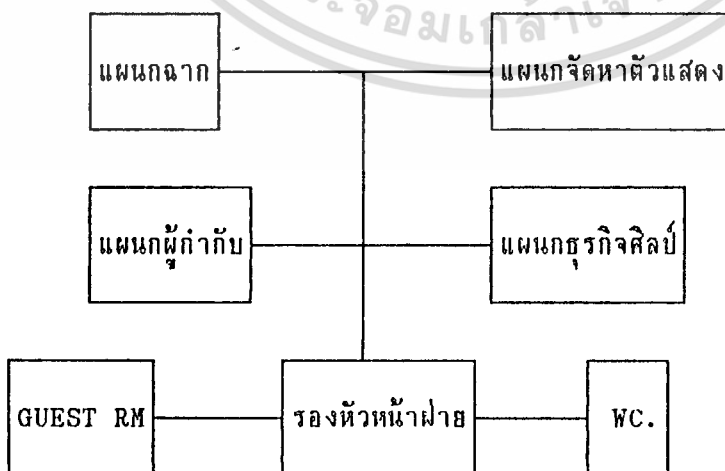 แผนกฉาก
แผนกจัดหาตัวแสดง
แผนกผู้กำกับ
แผนกธุรกิจศิลป์
GUEST RM
รองหัวหน้าฝ่าย
WC.